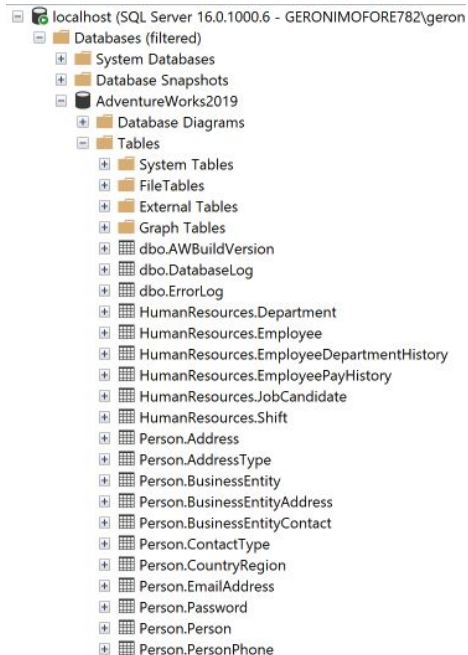 localhost (SQL Server 16.0.1000.6 - GERONIMOFORE782\geron
Databases (filtered)
System Databases
Database Snapshots
AdventureWorks2019
Database Diagrams
Tables
System Tables
FileTables
External Tables
Graph Tables
dbo.AWBuildVersion
dbo.DatabaseLog
dbo.ErrorLog
HumanResources.Department
HumanResources.Employee
HumanResources.EmployeeDepartmentHistory
HumanResources.EmployeePayHistory
HumanResources.JobCandidate
HumanResources.Shift
Person.Address
Person.AddressType
Person.BusinessEntity
Person.BusinessEntityAddress
Person.BusinessEntityContact
Person.ContactType
Person.CountryRegion
Person.EmailAddress
Person.Password
Person.Person
Person.PersonPhone